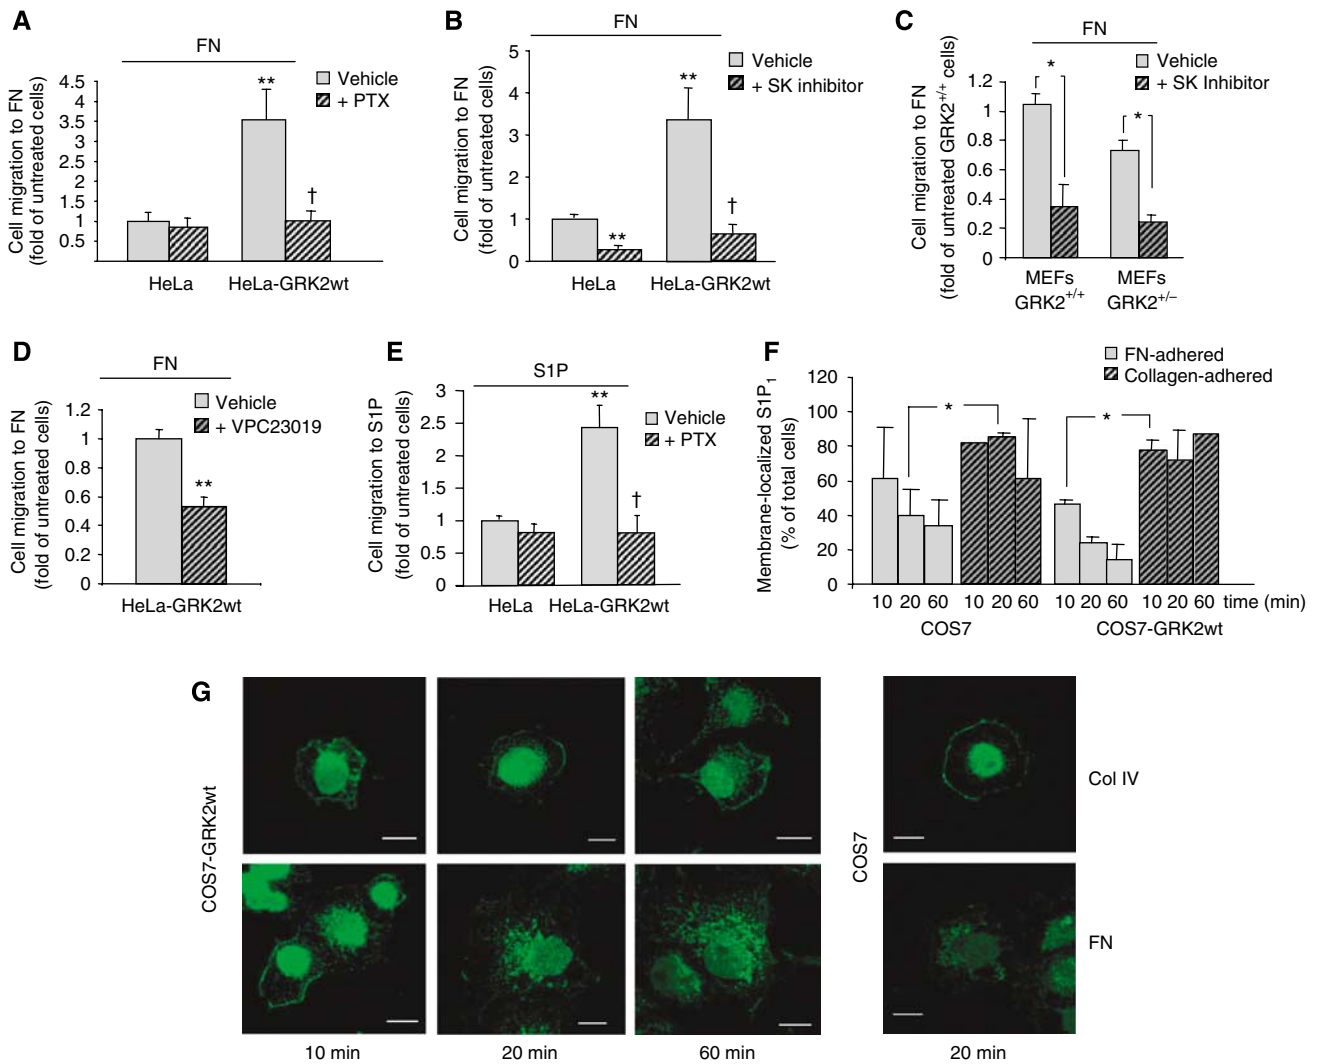 A
FN
Vehicle
+ PTX
Cell migration to FN
(fold of untreated cells)
4.5
4
3.5
3
2.5
2
1.5
1
0.5
**
†
HeLa
HeLa-GRK2wt
B
FN
Vehicle
+ SK inhibitor
Cell migration to FN
(fold of untreated cells)
5
4
3
2
1
0
**
**
†
HeLa
HeLa-GRK2wt
C
FN
Vehicle
+ SK Inhibitor
Cell migration to FN
(fold of untreated GRK2+/+ cells)
1.2
1
0.8
0.6
0.4
0.2
0
*
*
MEFs
GRK2+/+
MEFs
GRK2+/–
D
FN
Vehicle
+ VPC23019
Cell migration to FN
(fold of untreated cells)
1.2
1
0.8
0.6
0.4
0.2
0
**
HeLa-GRK2wt
E
S1P
Vehicle
+ PTX
Cell migration to S1P
(fold of untreated cells)
3
2.5
2
1.5
1
0.5
0
**
†
HeLa
HeLa-GRK2wt
F
FN-adhered
Collagen-adhered
Membrane-localized S1P1
(% of total cells)
120
100
80
60
40
20
0
*
*
10 20 60 10 20 60 10 20 60 10 20 60 time (min)
COS7
COS7-GRK2wt
G
COS7-GRK2wt
COS7
Col IV
FN
10 min
20 min
60 min
20 min